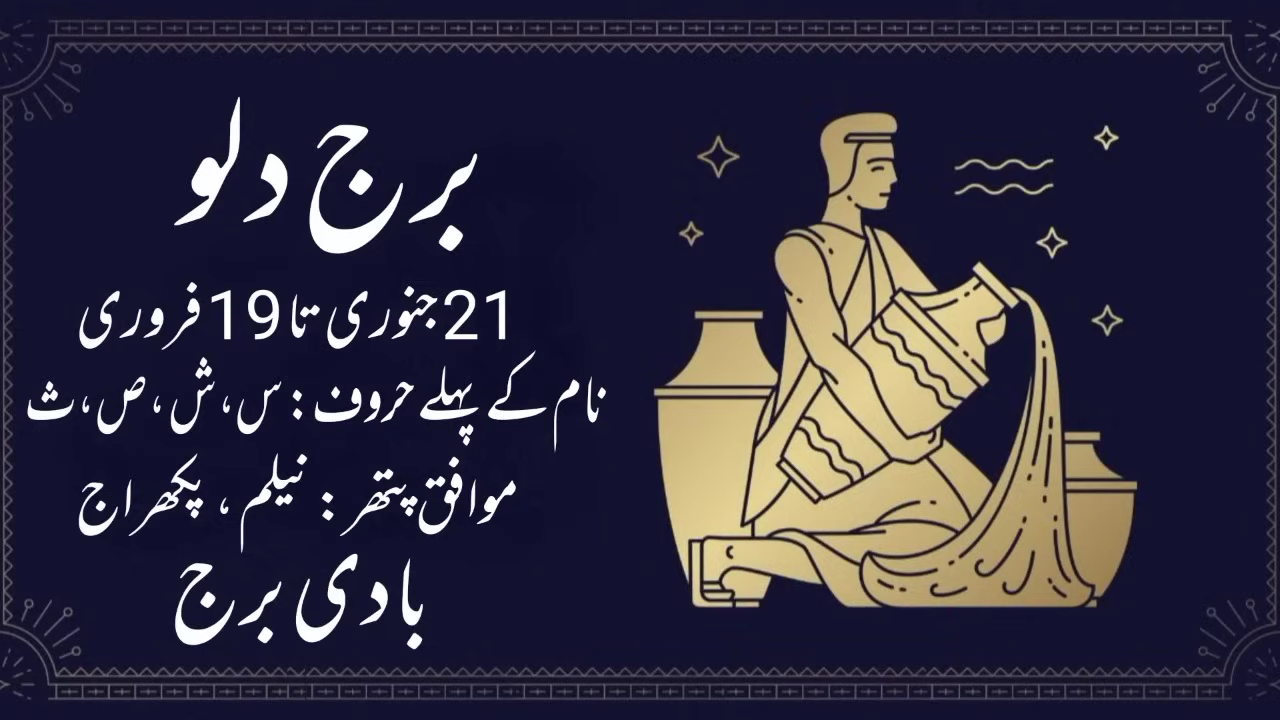 برج دلو
21 جنوری تا 19 فروری
نام کے پہلے حروف : س، ش، ص، ث
موافق پتھر : نیلم ، پکھراج
بادی برج